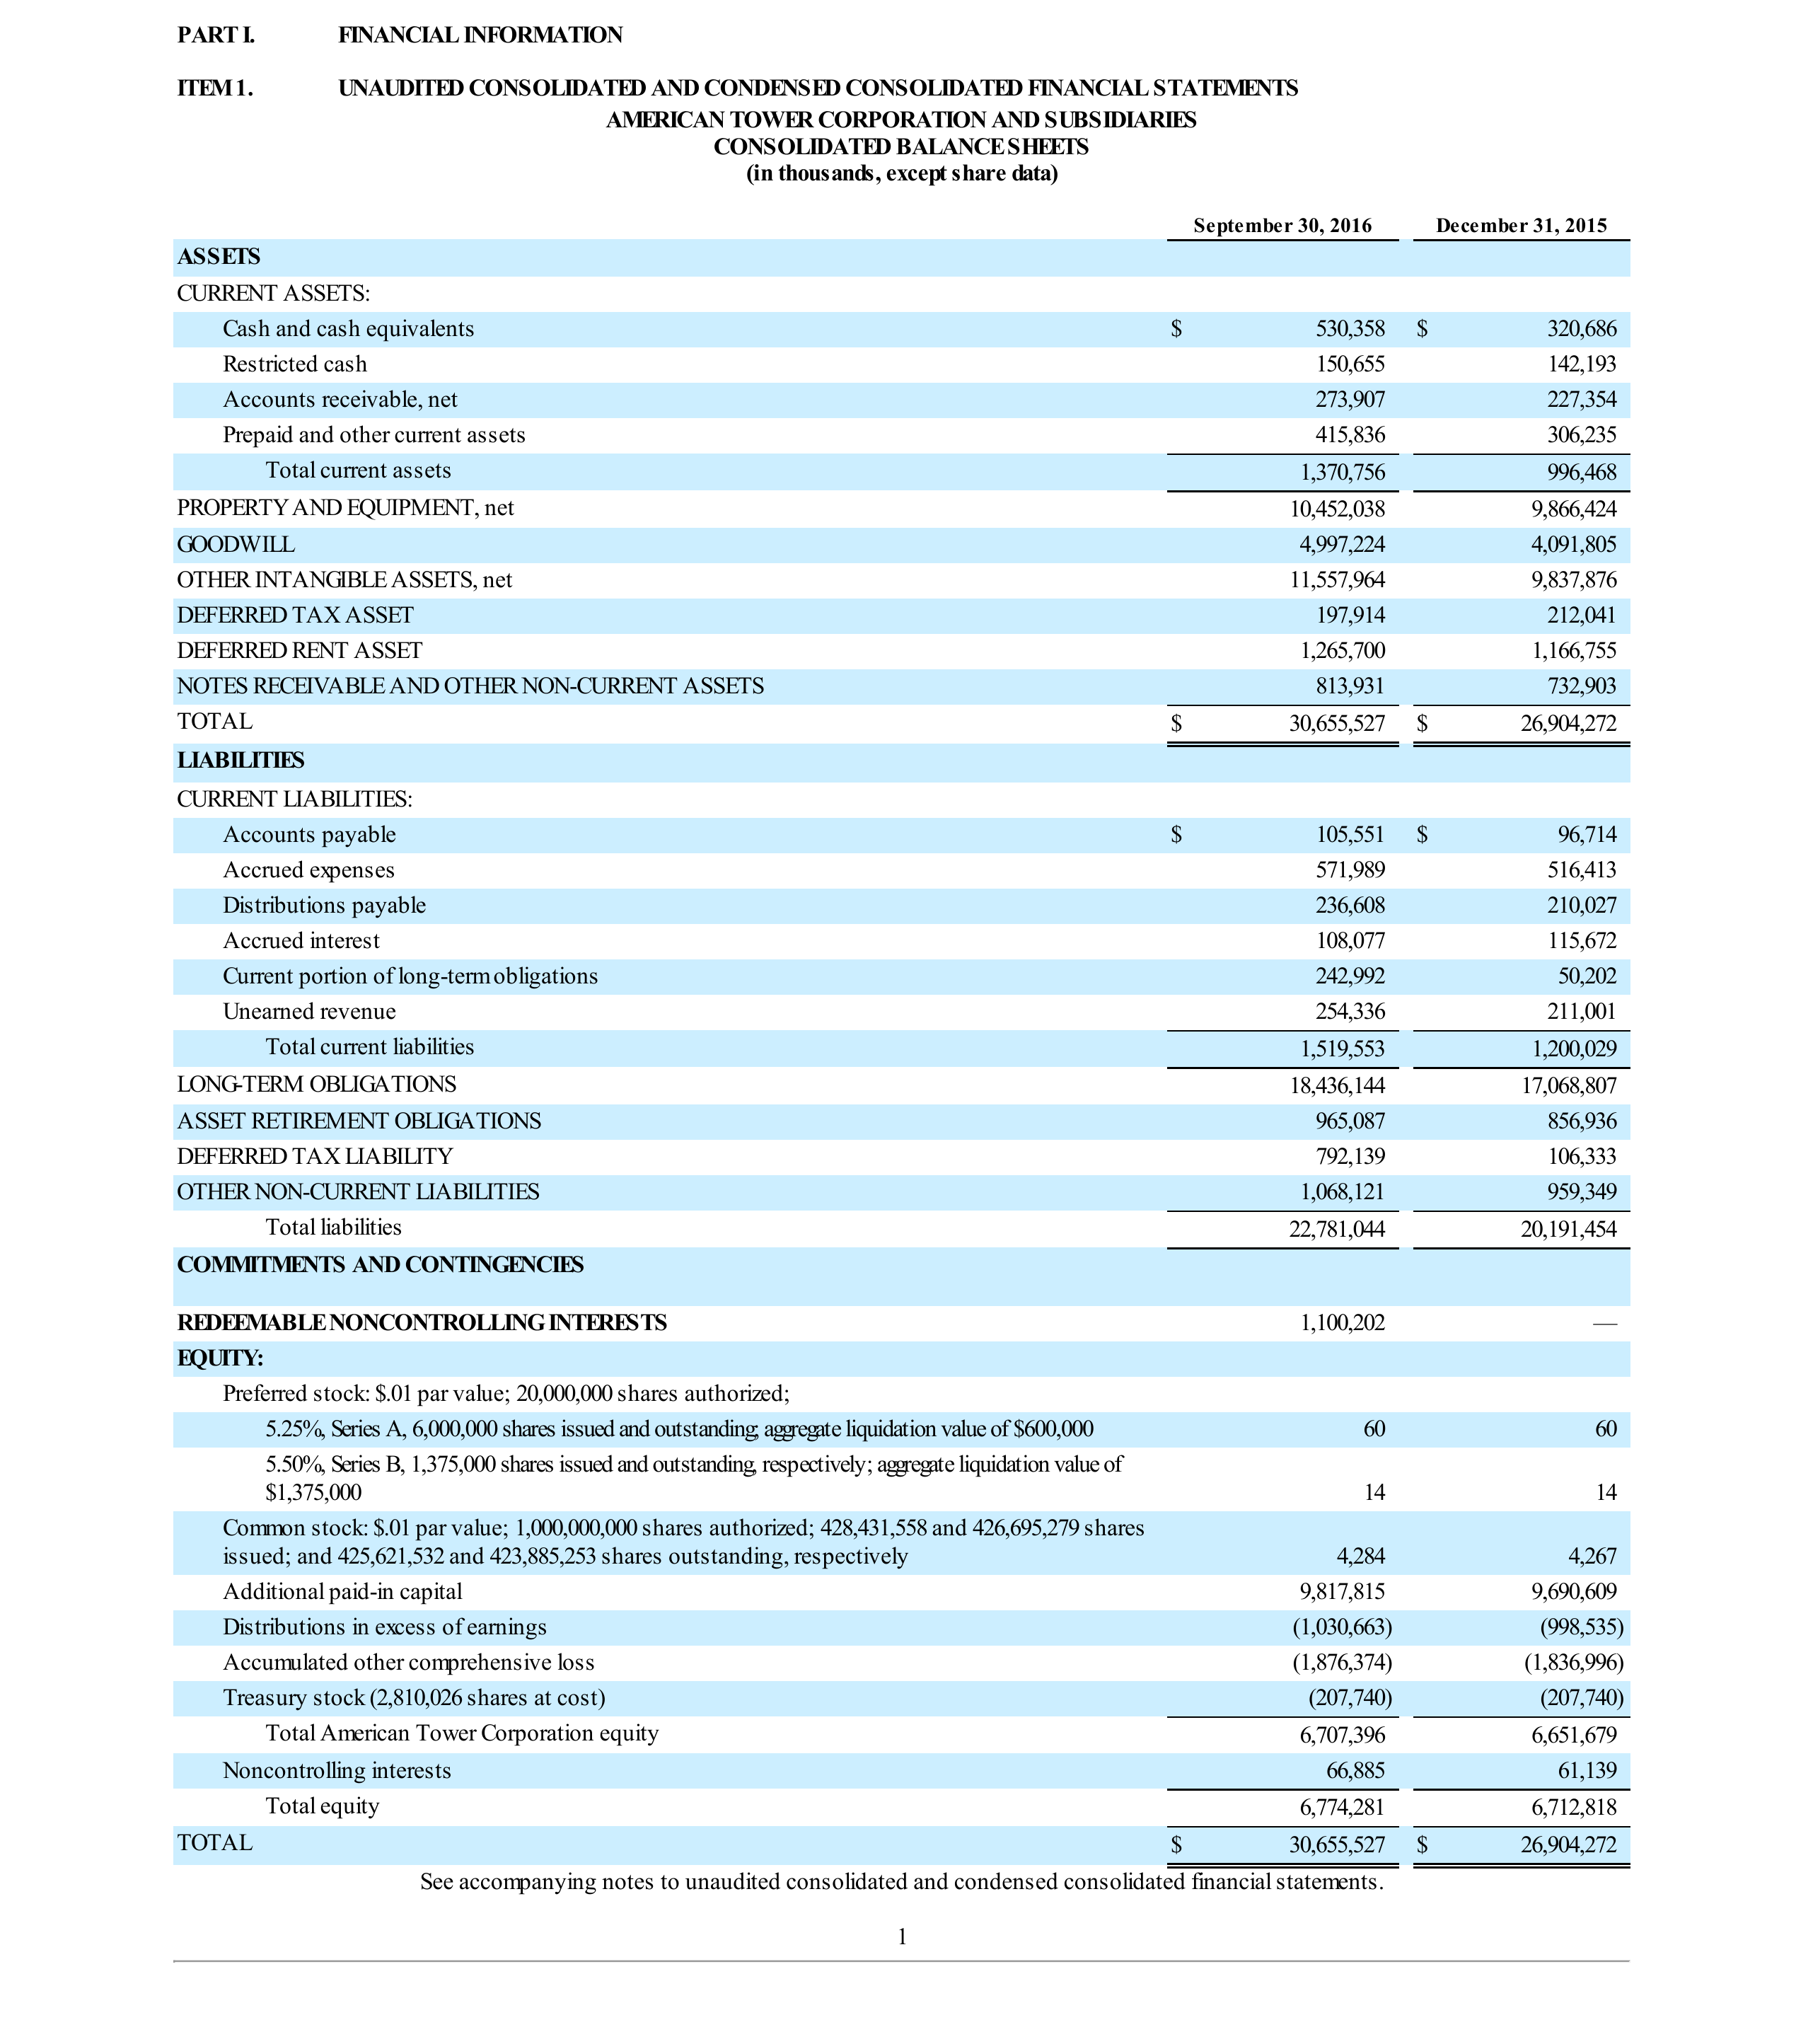 PART I. FINANCIAL INFORMATION
ITEM 1. UNAUDITED CONSOLIDATED AND CONDENSED CONSOLIDATED FINANCIAL STATEMENTS
AMERICAN TOWER CORPORATION AND SUBSIDIARIES
CONSOLIDATED BALANCE SHEETS
(in thousands, except share data)
September 30, 2016 December 31, 2015
ASSETS
CURRENT ASSETS:
Cash and cash equivalents $ 530,358 $ 320,686
Restricted cash 150,655 142,193
Accounts receivable, net 273,907 227,354
Prepaid and other current assets 415,836 306,235
Total current assets 1,370,756 996,468
PROPERTY AND EQUIPMENT, net 10,452,038 9,866,424
GOODWILL 4,997,224 4,091,805
OTHER INTANGIBLE ASSETS, net 11,557,964 9,837,876
DEFERRED TAX ASSET 197,914 212,041
DEFERRED RENT ASSET 1,265,700 1,166,755
NOTES RECEIVABLE AND OTHER NON-CURRENT ASSETS 813,931 732,903
TOTAL $ 30,655,527 $ 26,904,272
LIABILITIES
CURRENT LIABILITIES:
Accounts payable $ 105,551 $ 96,714
Accrued expenses 571,989 516,413
Distributions payable 236,608 210,027
Accrued interest 108,077 115,672
Current portion of long-term obligations 242,992 50,202
Unearned revenue 254,336 211,001
Total current liabilities 1,519,553 1,200,029
LONG-TERM OBLIGATIONS 18,436,144 17,068,807
ASSET RETIREMENT OBLIGATIONS 965,087 856,936
DEFERRED TAX LIABILITY 792,139 106,333
OTHER NON-CURRENT LIABILITIES 1,068,121 959,349
Total liabilities 22,781,044 20,191,454
COMMITMENTS AND CONTINGENCIES
REDEEMABLE NONCONTROLLING INTERESTS 1,100,202 —
EQUITY:
Preferred stock: $.01 par value; 20,000,000 shares authorized;
5.25%, Series A, 6,000,000 shares issued and outstanding; aggregate liquidation value of $600,000 60 60
5.50%, Series B, 1,375,000 shares issued and outstanding, respectively; aggregate liquidation value of
$1,375,000 14 14
Common stock: $.01 par value; 1,000,000,000 shares authorized; 428,431,558 and 426,695,279 shares
issued; and 425,621,532 and 423,885,253 shares outstanding, respectively 4,284 4,267
Additional paid-in capital 9,817,815 9,690,609
Distributions in excess of earnings (1,030,663) (998,535)
Accumulated other comprehensive loss (1,876,374) (1,836,996)
Treasury stock (2,810,026 shares at cost) (207,740) (207,740)
Total American Tower Corporation equity 6,707,396 6,651,679
Noncontrolling interests 66,885 61,139
Total equity 6,774,281 6,712,818
TOTAL $ 30,655,527 $ 26,904,272
See accompanying notes to unaudited consolidated and condensed consolidated financial statements.
1